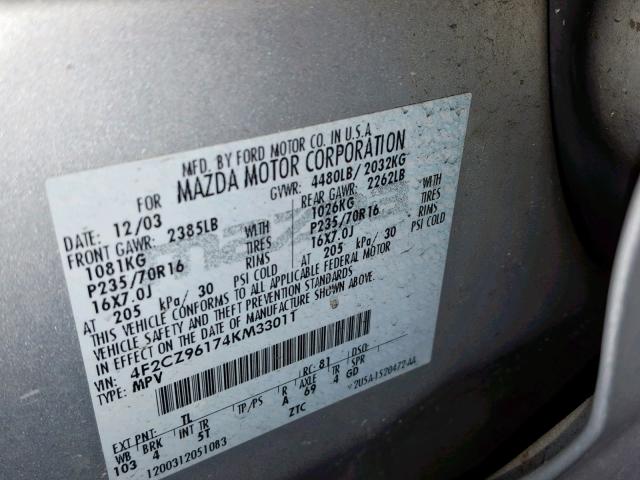 MFD. BY FORD MOTOR CO. IN U.S.A.
FOR MAZDA MOTOR CORPORATION
DATE: 12/03 GVWR: 4480LB/ 2032KG
FRONT GAWR: 2385LB REAR GAWR: 2262LB
1081KG WITH 1026KG WITH
P235/70R16 TIRES P235/70R16 TIRES
16X7.0J RIMS 16X7.0J RIMS
AT 205 kPa/ 30 PSI COLD AT 205 kPa/ 30 PSI COLD
THIS VEHICLE CONFORMS TO ALL APPLICABLE FEDERAL MOTOR
VEHICLE SAFETY AND THEFT PREVENTION STANDARDS
IN EFFECT ON THE DATE OF MANUFACTURE SHOWN ABOVE.
VIN: 4F2CZ96174KM33011
TYPE: MPV
EXT PNT: TL RC: 81 DSO:
WB BRK INT TR TP/PS R AXLE TR SPR
103 4 5T A 69 4 GD
1200312051083 ZTC